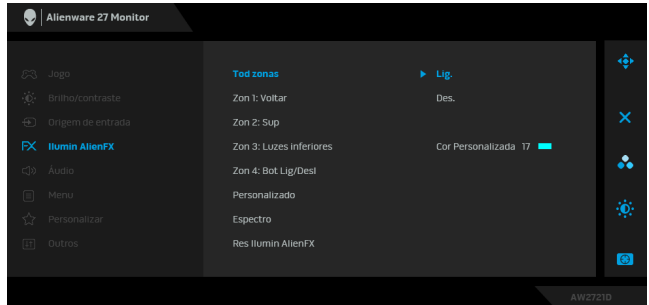 Alienware 27 Monitor
Jogo
Brilho/contraste
Origem de entrada
FX Ilumin AlienFX
Áudio
Menu
Personalizar
Outros
Tod zonas
Zon 1: Voltar
Zon 2: Sup
Zon 3: Luzes inferiores
Zon 4: Bot Lig/Desl
Personalizado
Espectro
Res Ilumin AlienFX
Lig.
Des.
Cor Personalizada 17
AW2721D